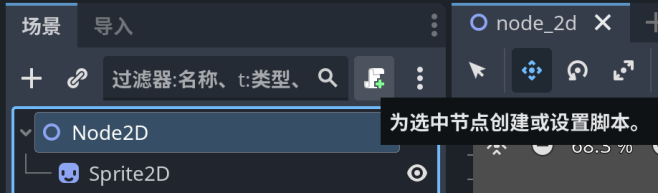 场景
导入
node_2d
过滤器:名称、t:类型、
为选中节点创建或设置脚本。
68.3 %
Node2D
Sprite2D